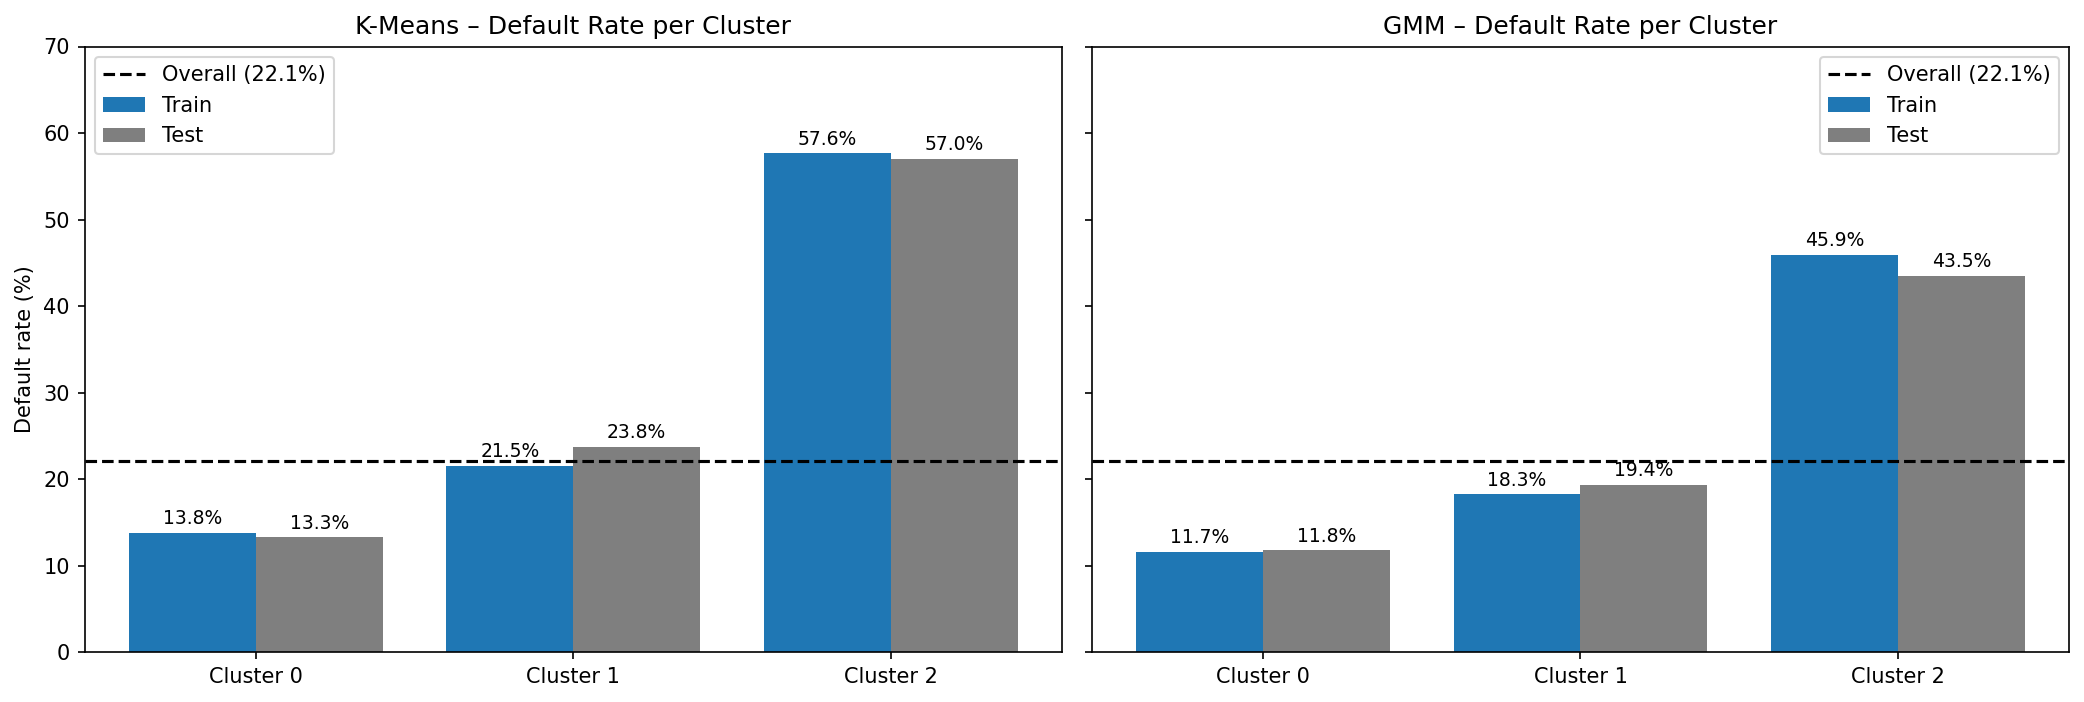 K-Means – Default Rate per Cluster
Default rate (%)
70
60
50
40
30
20
10
0
Overall (22.1%)
Train
Test
13.8%
13.3%
21.5%
23.8%
57.6%
57.0%
Cluster 0
Cluster 1
Cluster 2
GMM – Default Rate per Cluster
Overall (22.1%)
Train
Test
11.7%
11.8%
18.3%
19.4%
45.9%
43.5%
Cluster 0
Cluster 1
Cluster 2